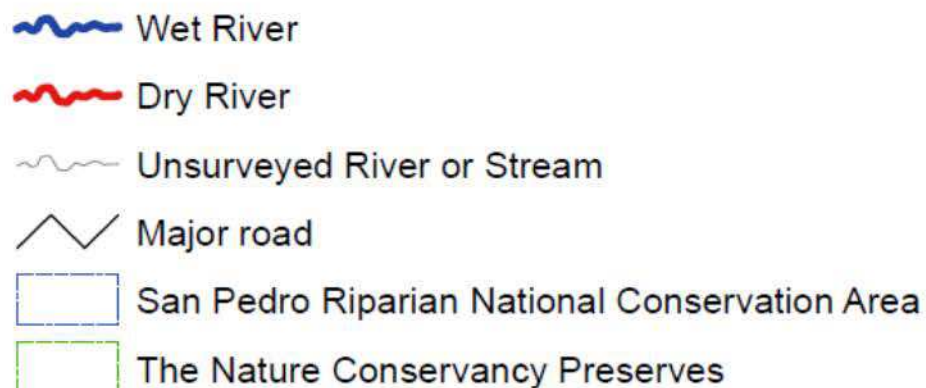 Wet River
Dry River
Unsurveyed River or Stream
Major road
San Pedro Riparian National Conservation Area
The Nature Conservancy Preserves